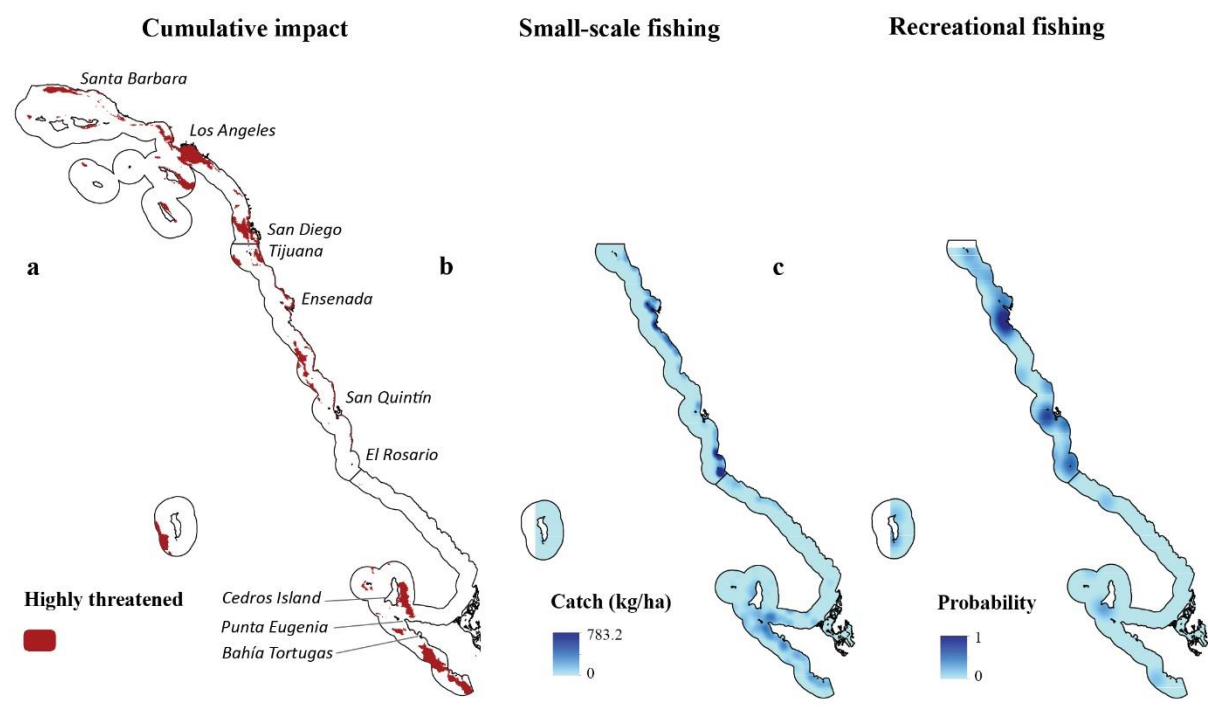 Cumulative impact
Small-scale fishing
Recreational fishing
Santa Barbara
Los Angeles
San Diego
Tijuana
a
b
c
Ensenada
San Quintín
El Rosario
Highly threatened
Cedros Island
Punta Eugenia
Bahía Tortugas
Catch (kg/ha)
783.2
0
Probability
1
0